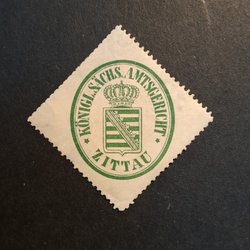 KÖNIGL. SÄCHS. AMTSGERICHT
* ZITTAU *